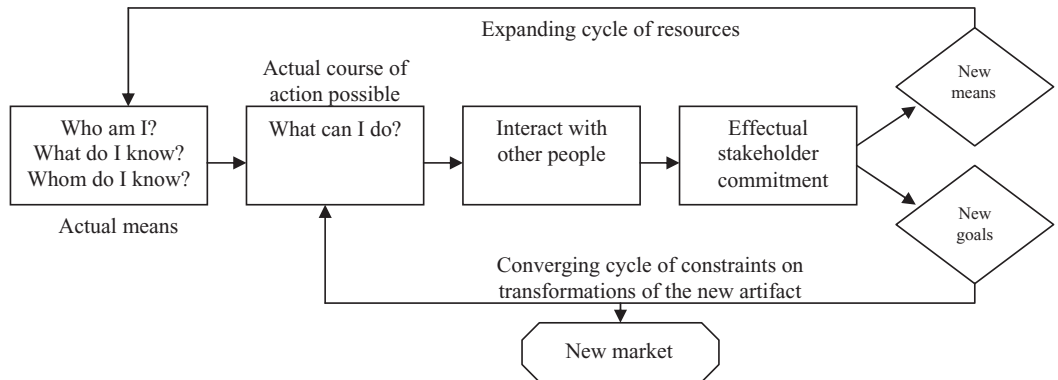 Expanding cycle of resources
Actual course of
action possible
New
means
Who am I?
What do I know?
Whom do I know?
What can I do?
Interact with
other people
Effectual
stakeholder
commitment
Actual means
New
goals
Converging cycle of constraints on
transformations of the new artifact
New market